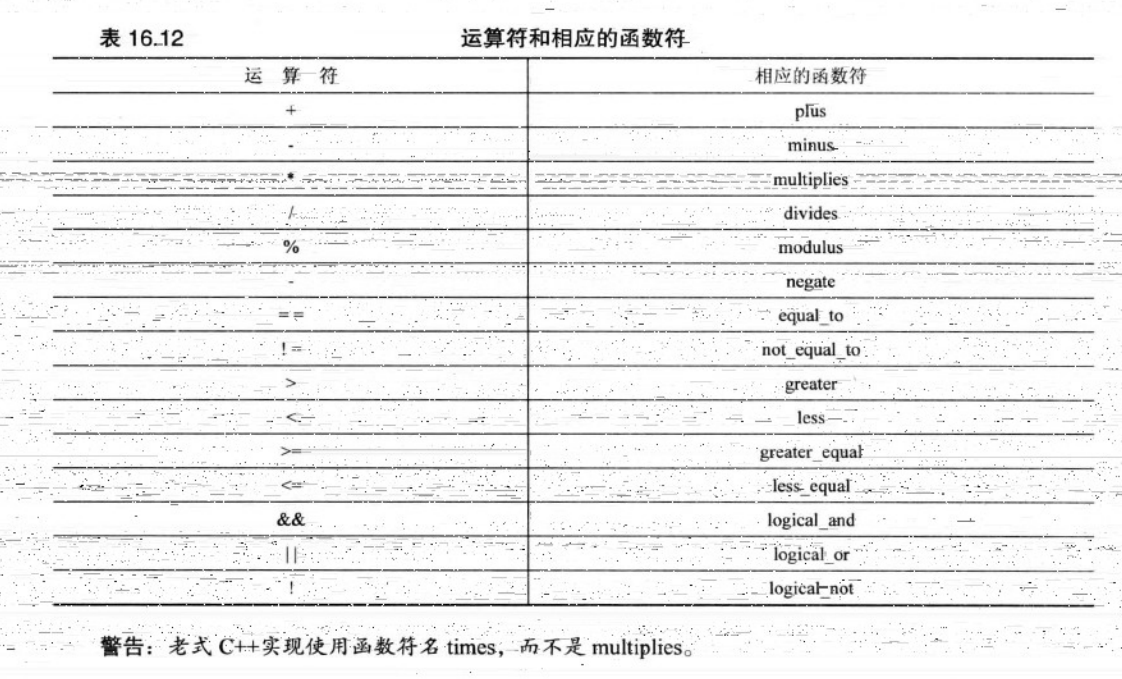 表 16.12 运算符和相应的函数符
运 算 符 相应的函数符
+ plus
- minus
* multiplies
/ divides
% modulus
- negate
== equal_to
!= not_equal_to
> greater
< less
>= greater_equal
<= less_equal
&& logical_and
|| logical_or
! logical_not
警告：老式 C++实现使用函数符名 times，而不是 multiplies。